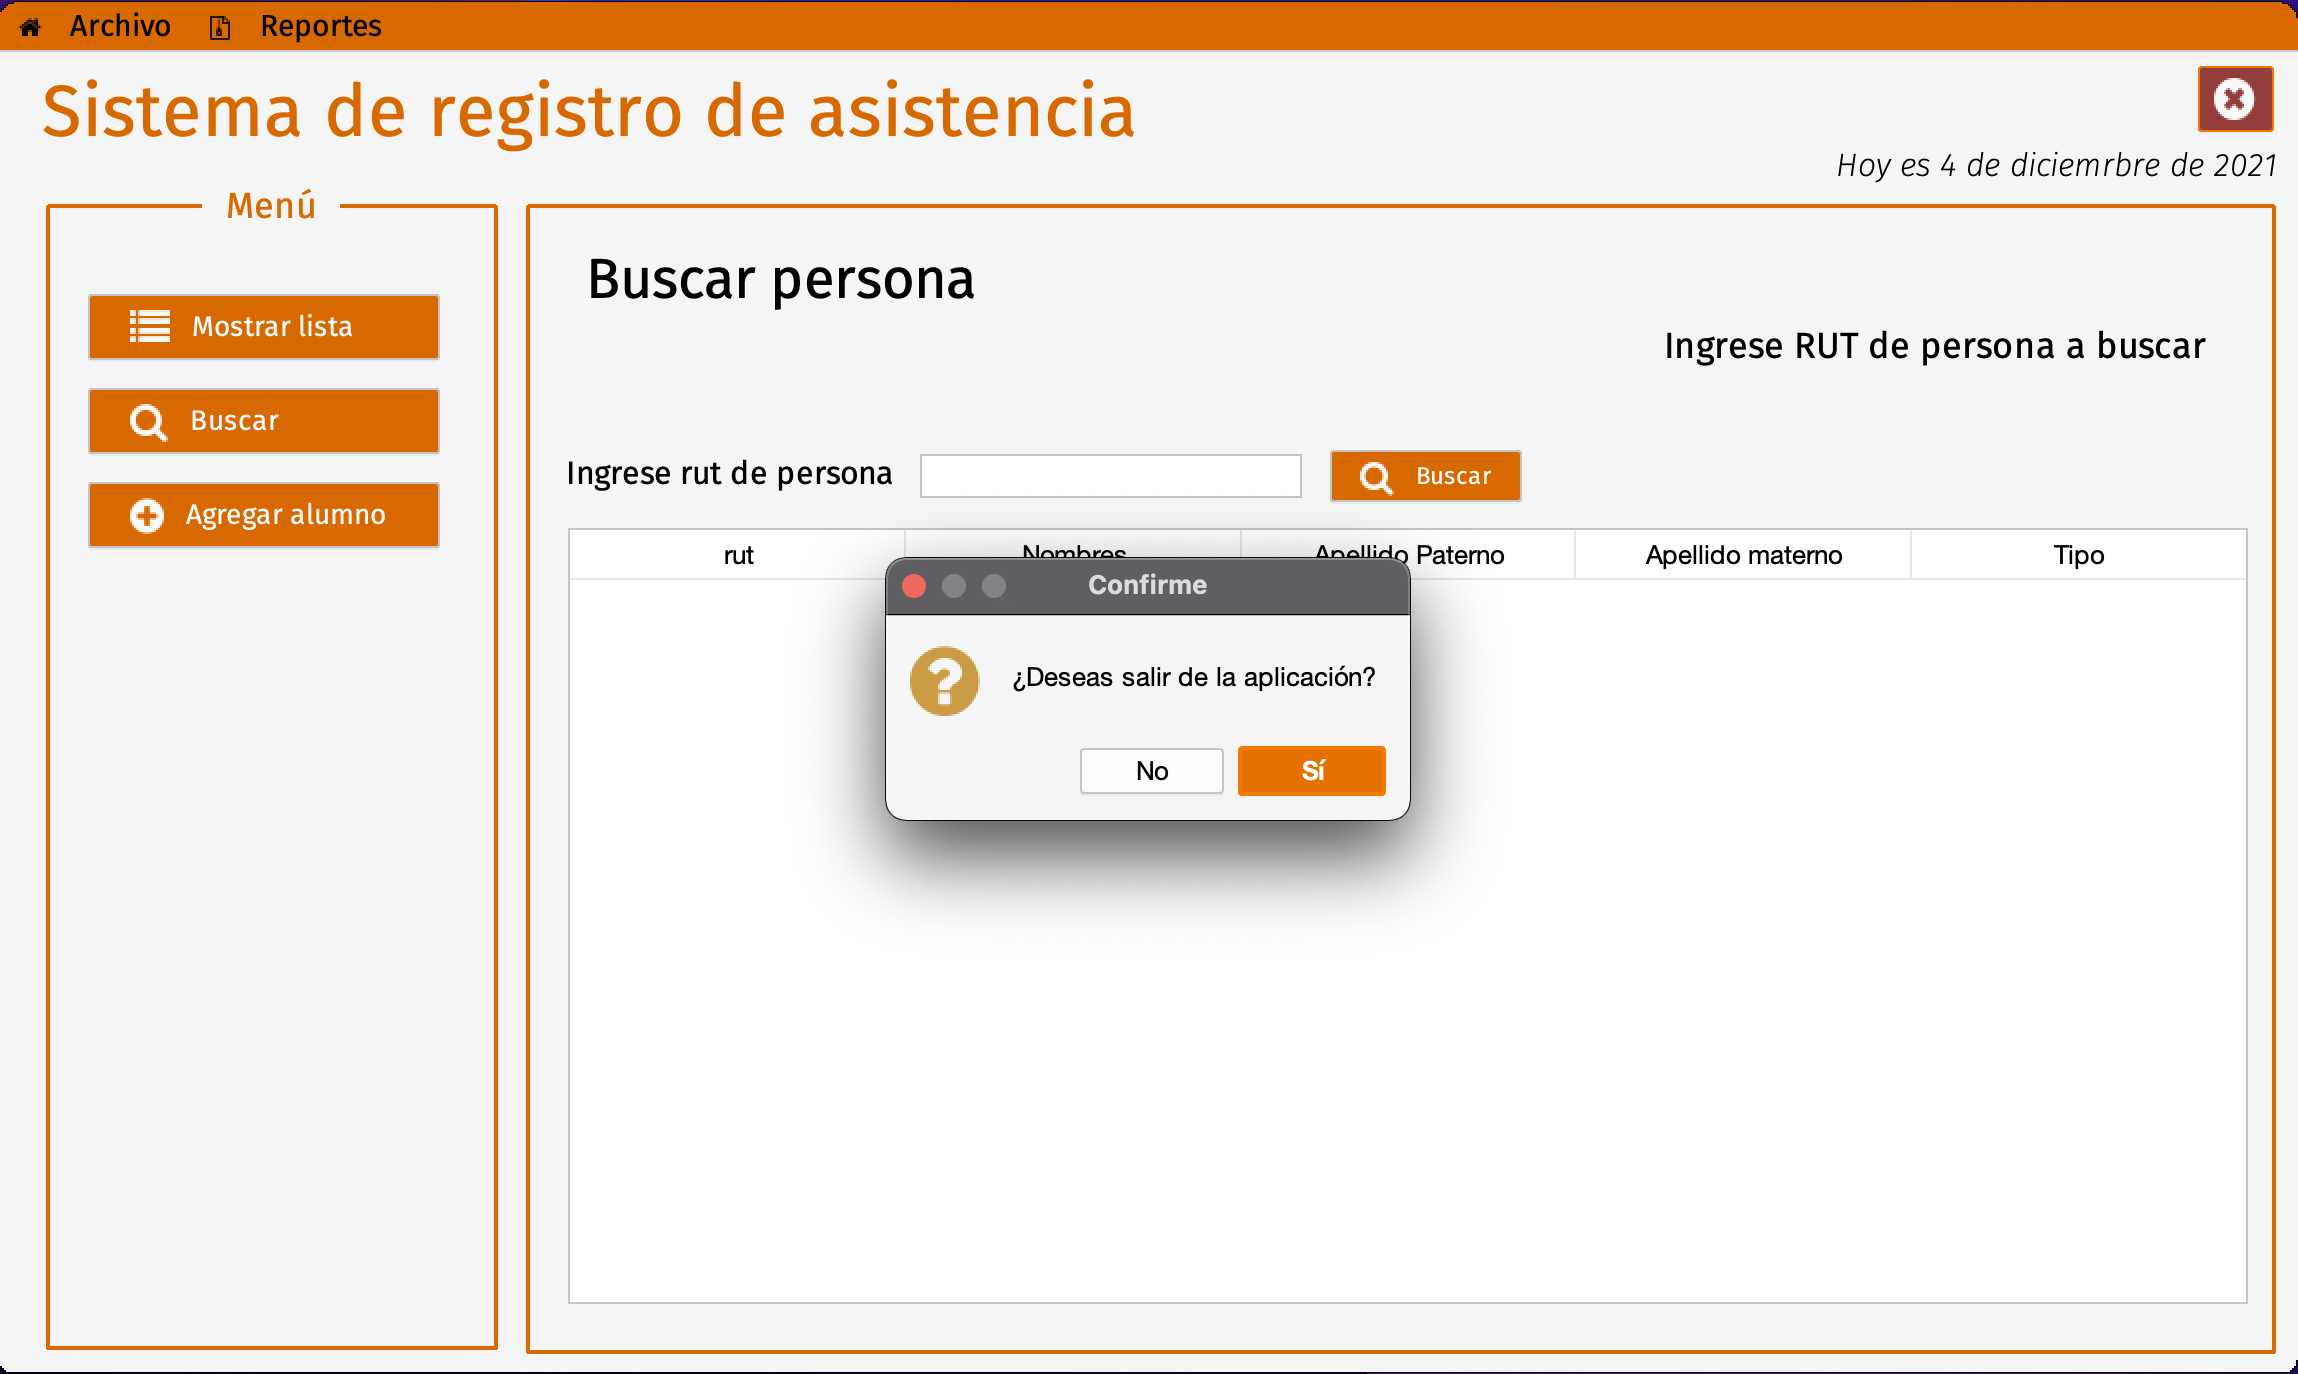 Archivo Reportes
Sistema de registro de asistencia
Hoy es 4 de diciemrbre de 2021
Menú
Mostrar lista
Buscar
Agregar alumno
Buscar persona
Ingrese RUT de persona a buscar
Ingrese rut de persona Buscar
rut Nombres Apellido Paterno Apellido materno Tipo
Confirme
¿Deseas salir de la aplicación?
No Sí